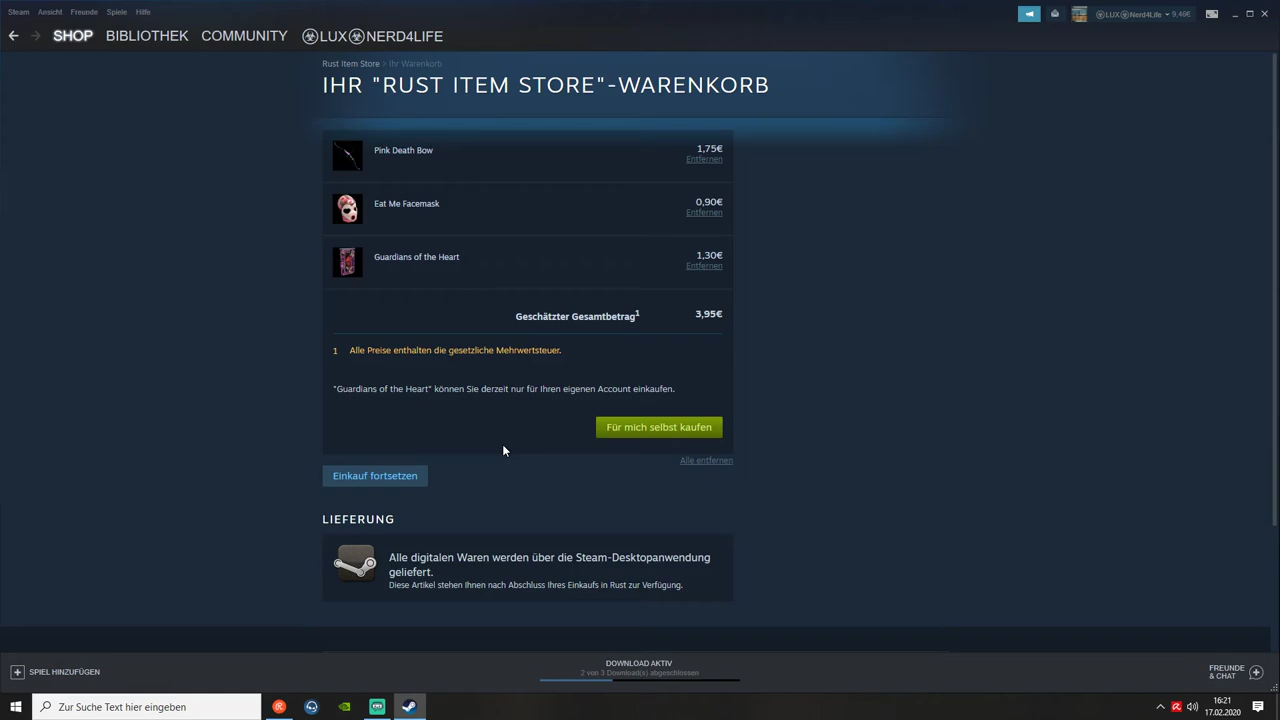 Steam Ansicht Freunde Spiele Hilfe
LUX Nerd4Life 9,46€
SHOP BIBLIOTHEK COMMUNITY LUX NERD4LIFE
Rust Item Store > Ihr Warenkorb
IHR "RUST ITEM STORE"-WARENKORB
Pink Death Bow 1,75€
Entfernen
Eat Me Facemask 0,90€
Entfernen
Guardians of the Heart 1,30€
Entfernen
Geschätzter Gesamtbetrag1 3,95€
1 Alle Preise enthalten die gesetzliche Mehrwertsteuer.
"Guardians of the Heart" können Sie derzeit nur für Ihren eigenen Account einkaufen.
Für mich selbst kaufen
Alle entfernen
Einkauf fortsetzen
LIEFERUNG
Alle digitalen Waren werden über die Steam-Desktopanwendung
geliefert.
Diese Artikel stehen Ihnen nach Abschluss Ihres Einkaufs in Rust zur Verfügung.
SPIEL HINZUFÜGEN
DOWNLOAD AKTIV
2 von 3 Download(s) abgeschlossen
FREUNDE
& CHAT
Zur Suche Text hier eingeben
16:21
17.02.2020